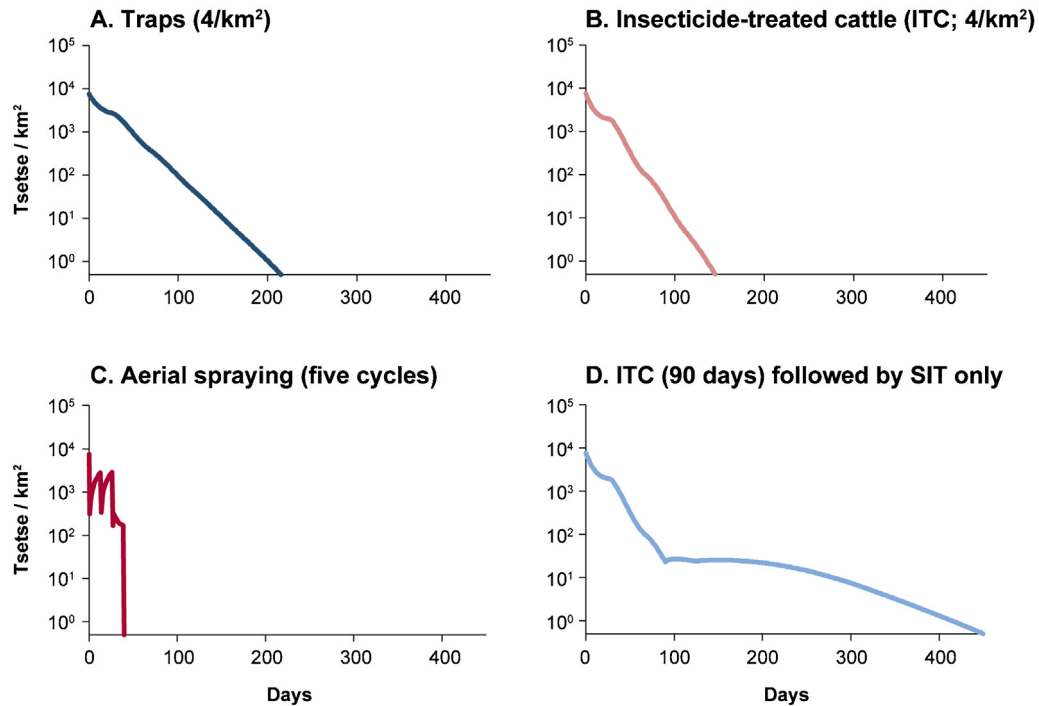 A. Traps (4/km²)
B. Insecticide-treated cattle (ITC; 4/km²)
Tsetse / km²
10⁵
10⁴
10³
10²
10¹
10⁰
0 100 200 300 400
10⁵
10⁴
10³
10²
10¹
10⁰
0 100 200 300 400
C. Aerial spraying (five cycles)
D. ITC (90 days) followed by SIT only
Tsetse / km²
10⁵
10⁴
10³
10²
10¹
10⁰
0 100 200 300 400
Days
10⁵
10⁴
10³
10²
10¹
10⁰
0 100 200 300 400
Days